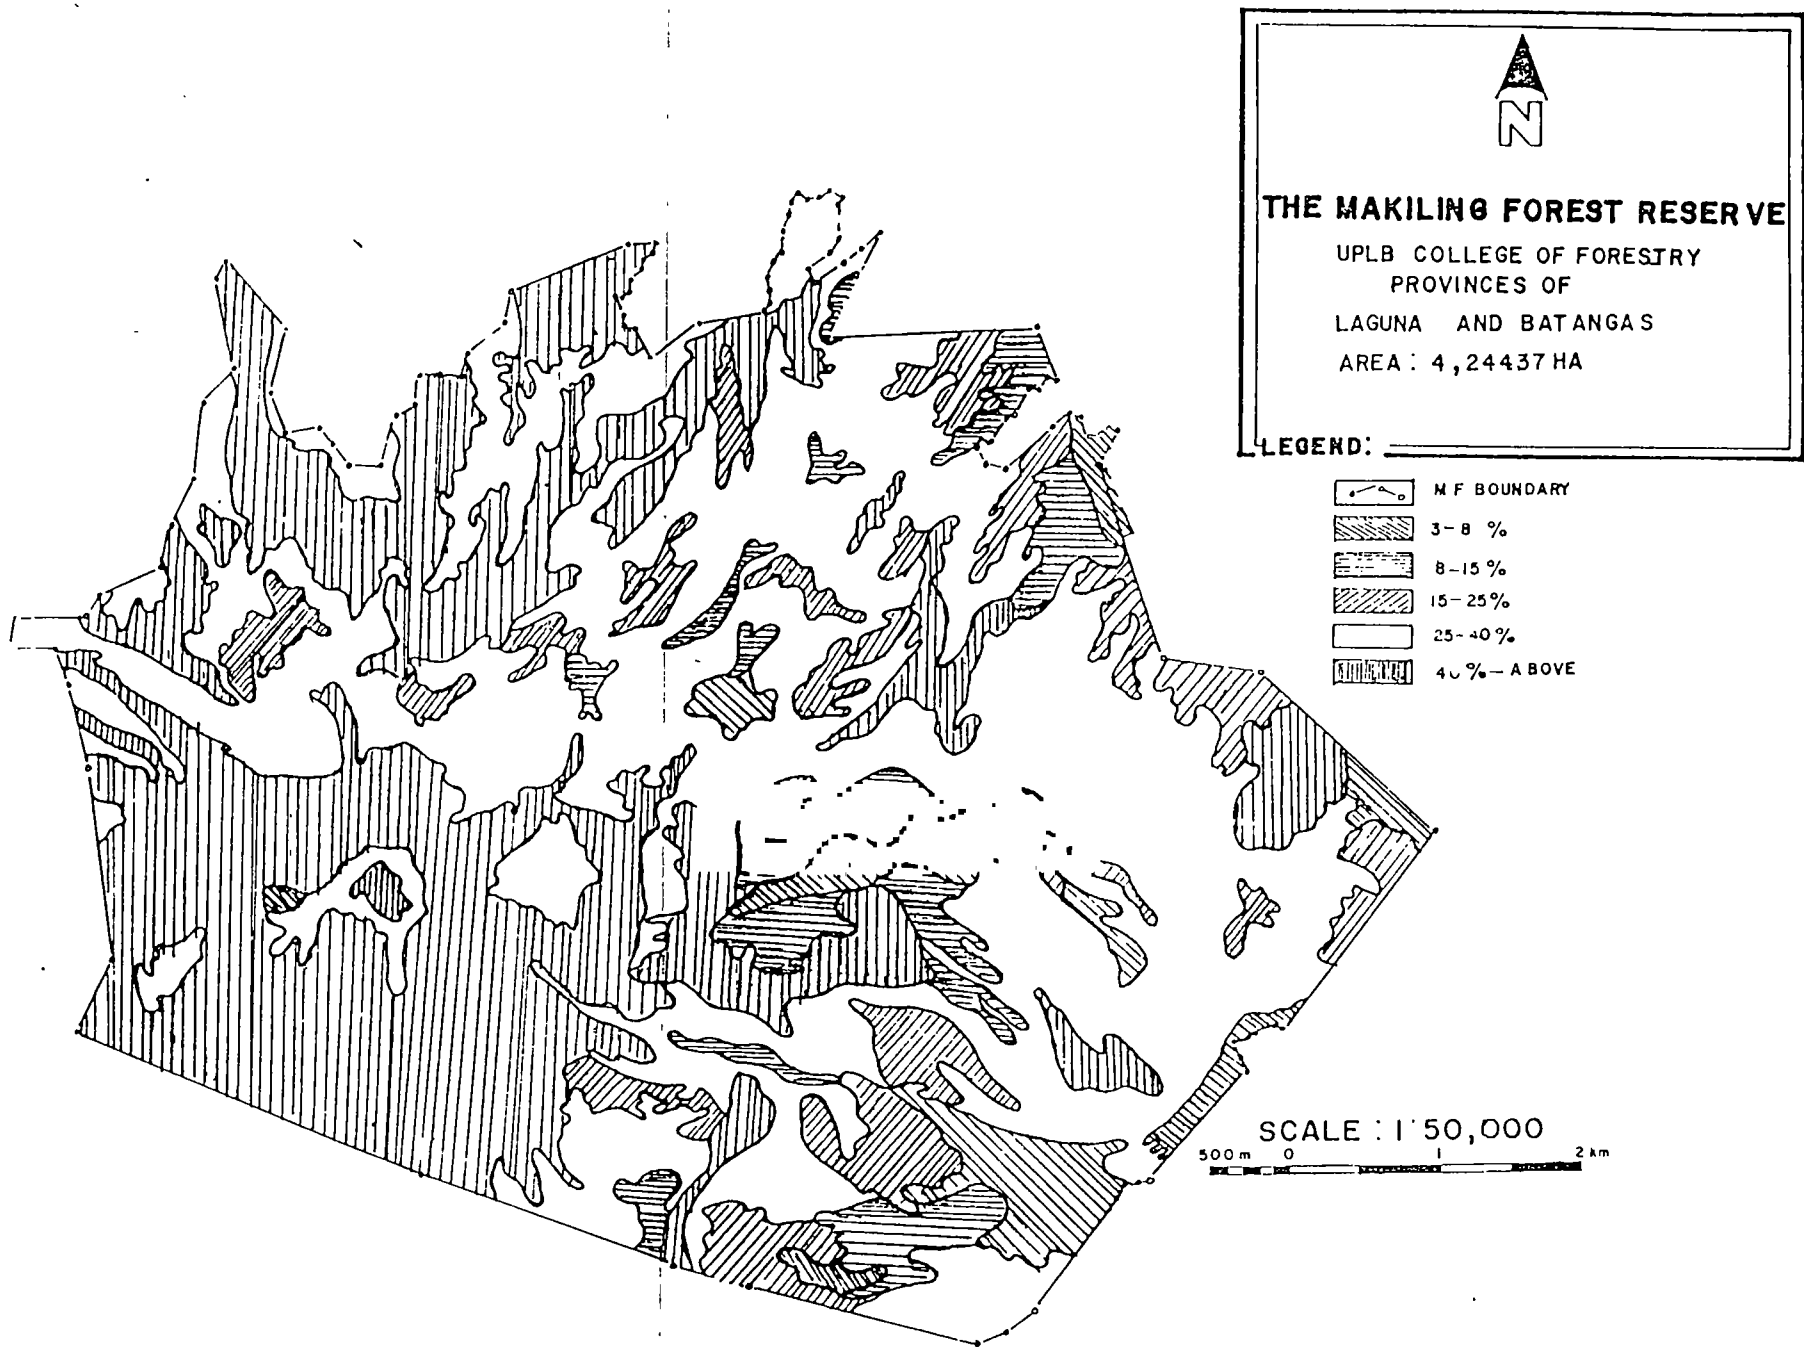 N
THE MAKILING FOREST RESERVE
UPLB COLLEGE OF FORESTRY
PROVINCES OF
LAGUNA AND BATANGAS
AREA : 4,24437 HA
LEGEND:
M F BOUNDARY
3-8 %
8-15 %
15-25%
25-40%
40%-ABOVE
SCALE : 1'50,000
500 m 0 1 2 km